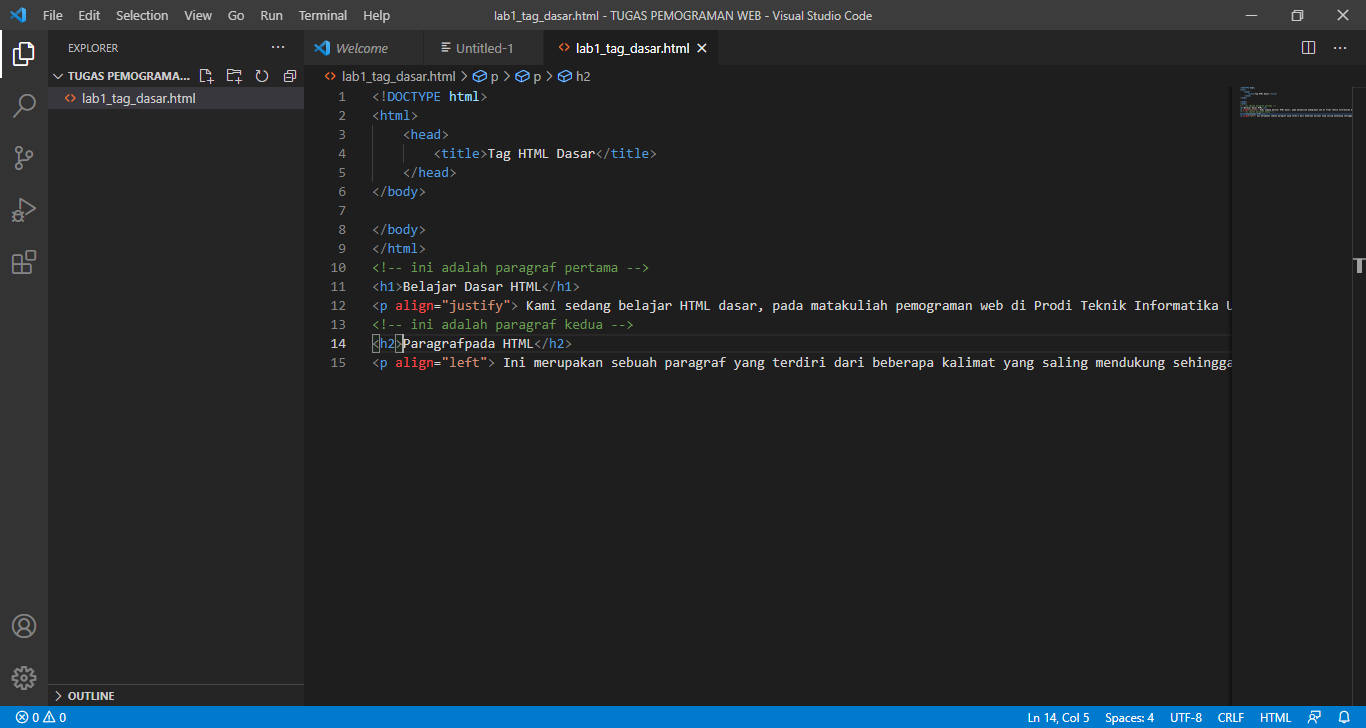 File Edit Selection View Go Run Terminal Help lab1_tag_dasar.html - TUGAS PEMOGRAMAN WEB - Visual Studio Code
EXPLORER ...
TUGAS PEMOGRAMA...
lab1_tag_dasar.html
OUTLINE
Welcome Untitled-1 lab1_tag_dasar.html
lab1_tag_dasar.html > p > p > h2
1 <!DOCTYPE html>
2 <html>
3 <head>
4 <title>Tag HTML Dasar</title>
5 </head>
6 </body>
7
8 </body>
9 </html>
10 <!-- ini adalah paragraf pertama -->
11 <h1>Belajar Dasar HTML</h1>
12 <p align="justify"> Kami sedang belajar HTML dasar, pada matakuliah pemograman web di Prodi Teknik Informatika U
13 <!-- ini adalah paragraf kedua -->
14 <h2>Paragrafpada HTML</h2>
15 <p align="left"> Ini merupakan sebuah paragraf yang terdiri dari beberapa kalimat yang saling mendukung sehingga
0 0 Ln 14, Col 5 Spaces: 4 UTF-8 CRLF HTML